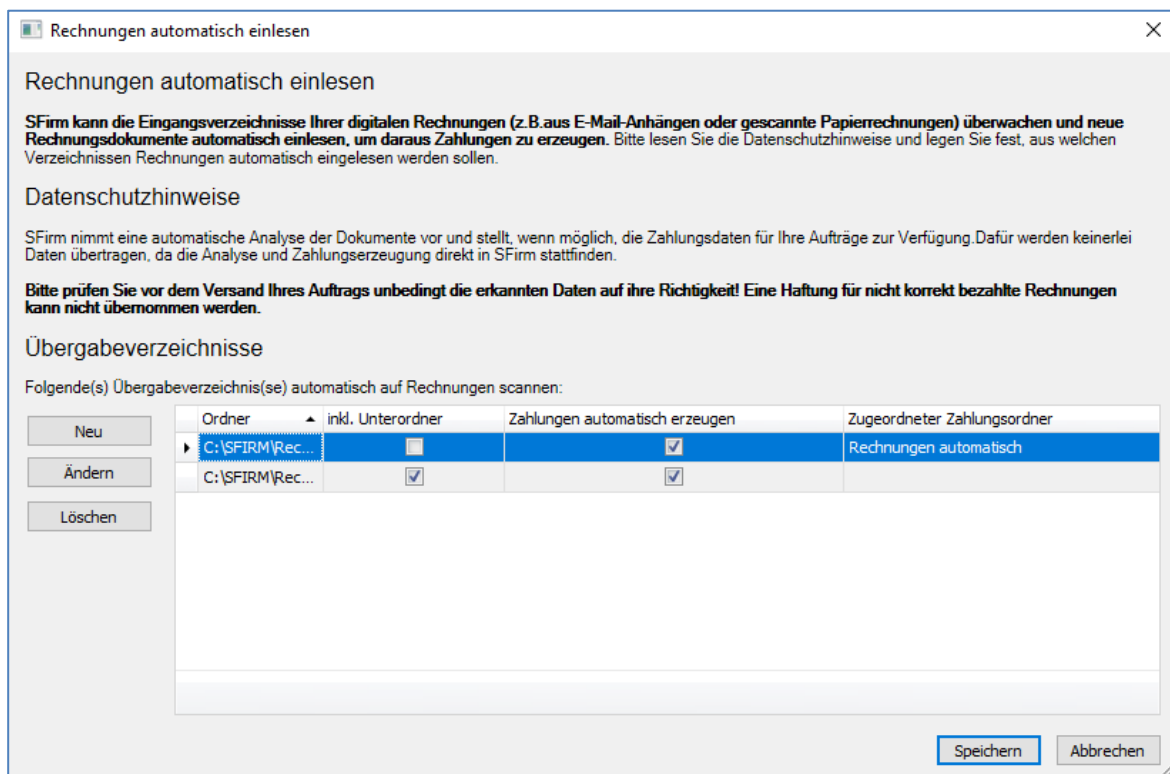 Rechnungen automatisch einlesen
Rechnungen automatisch einlesen
SFirm kann die Eingangsverzeichnisse Ihrer digitalen Rechnungen (z.B.aus E-Mail-Anhängen oder gescannte Papierrechnungen) überwachen und neue
Rechnungsdokumente automatisch einlesen, um daraus Zahlungen zu erzeugen. Bitte lesen Sie die Datenschutzhinweise und legen Sie fest, aus welchen
Verzeichnissen Rechnungen automatisch eingelesen werden sollen.
Datenschutzhinweise
SFirm nimmt eine automatische Analyse der Dokumente vor und stellt, wenn möglich, die Zahlungsdaten für Ihre Aufträge zur Verfügung.Dafür werden keinerlei
Daten übertragen, da die Analyse und Zahlungserzeugung direkt in SFirm stattfinden.
Bitte prüfen Sie vor dem Versand Ihres Auftrags unbedingt die erkannten Daten auf ihre Richtigkeit! Eine Haftung für nicht korrekt bezahlte Rechnungen
kann nicht übernommen werden.
Übergabeverzeichnisse
Folgende(s) Übergabeverzeichnis(se) automatisch auf Rechnungen scannen:
Neu
Ändern
Löschen
Ordner inkl. Unterordner Zahlungen automatisch erzeugen Zugeordneter Zahlungsordner
C:\SFIRM\Rec... Rechnungen automatisch
C:\SFIRM\Rec...
Speichern Abbrechen